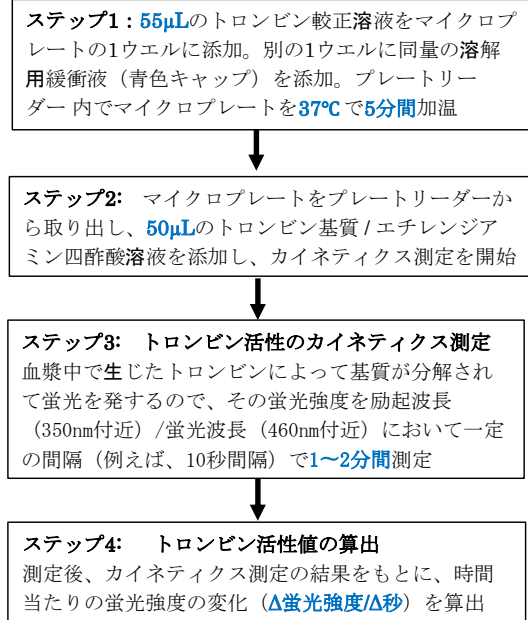 ステップ1：55μLのトロンビン較正溶液をマイクロプ
レートの1ウエルに添加。別の1ウエルに同量の溶解
用緩衝液（青色キャップ）を添加。プレートリー
ダー 内でマイクロプレートを37℃ で5分間加温
ステップ2: マイクロプレートをプレートリーダーか
ら取り出し、50μLのトロンビン基質 / エチレンジア
ミン四酢酸溶液を添加し、カイネティクス測定を開始
ステップ3: トロンビン活性のカイネティクス測定
血漿中で生じたトロンビンによって基質が分解され
て蛍光を発するので、その蛍光強度を励起波長
（350nm付近）/蛍光波長（460nm付近）において一定
の間隔（例えば、10秒間隔）で1～2分間測定
ステップ4: トロンビン活性値の算出
測定後、カイネティクス測定の結果をもとに、時間
当たりの蛍光強度の変化（Δ蛍光強度/Δ秒）を算出